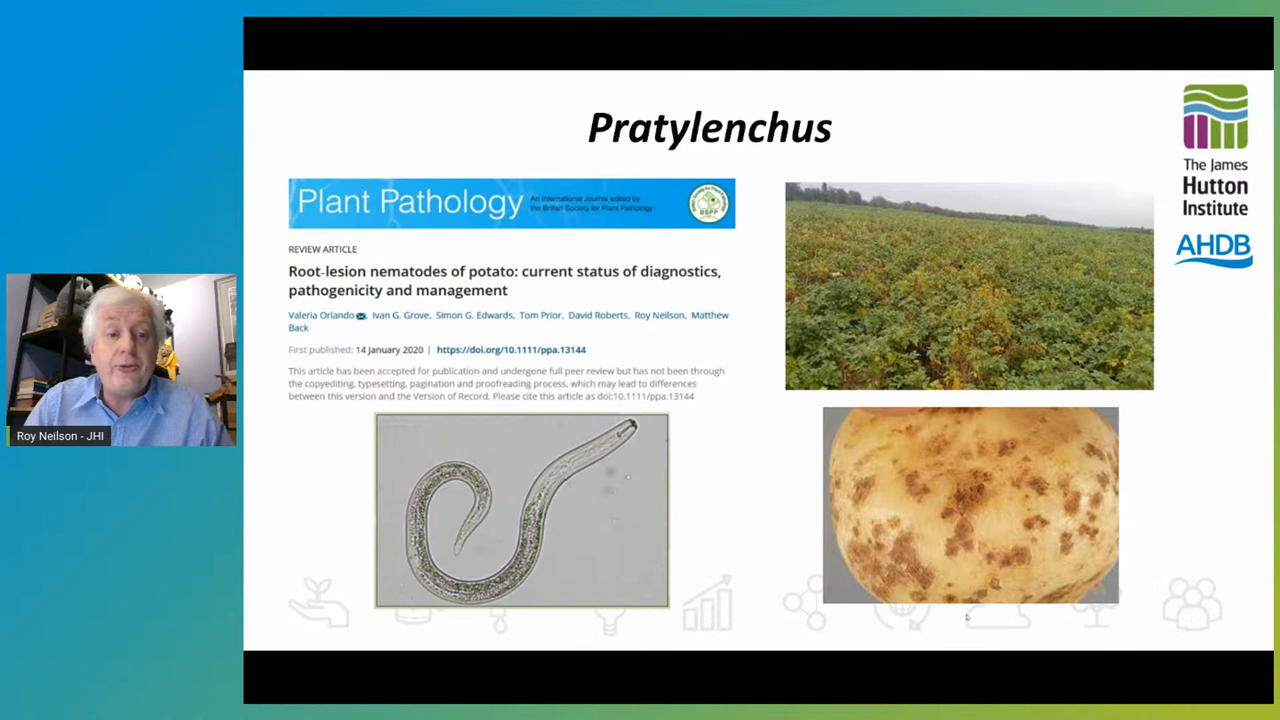 Pratylenchus
The James
Hutton
Institute
AHDB
Plant Pathology
An International Journal edited by
the British Society for Plant Pathology
BSPP
REVIEW ARTICLE
Root-lesion nematodes of potato: current status of diagnostics,
pathogenicity and management
Valeria Orlando, Ivan G. Grove, Simon G. Edwards, Tom Prior, David Roberts, Roy Neilson, Matthew
Back
First published: 14 January 2020 | https://doi.org/10.1111/ppa.13144
This article has been accepted for publication and undergone full peer review but has not been through
the copyediting, typesetting, pagination and proofreading process, which may lead to differences
between this version and the Version of Record. Please cite this article as doi:10.1111/ppa.13144
Roy Neilson - JHI